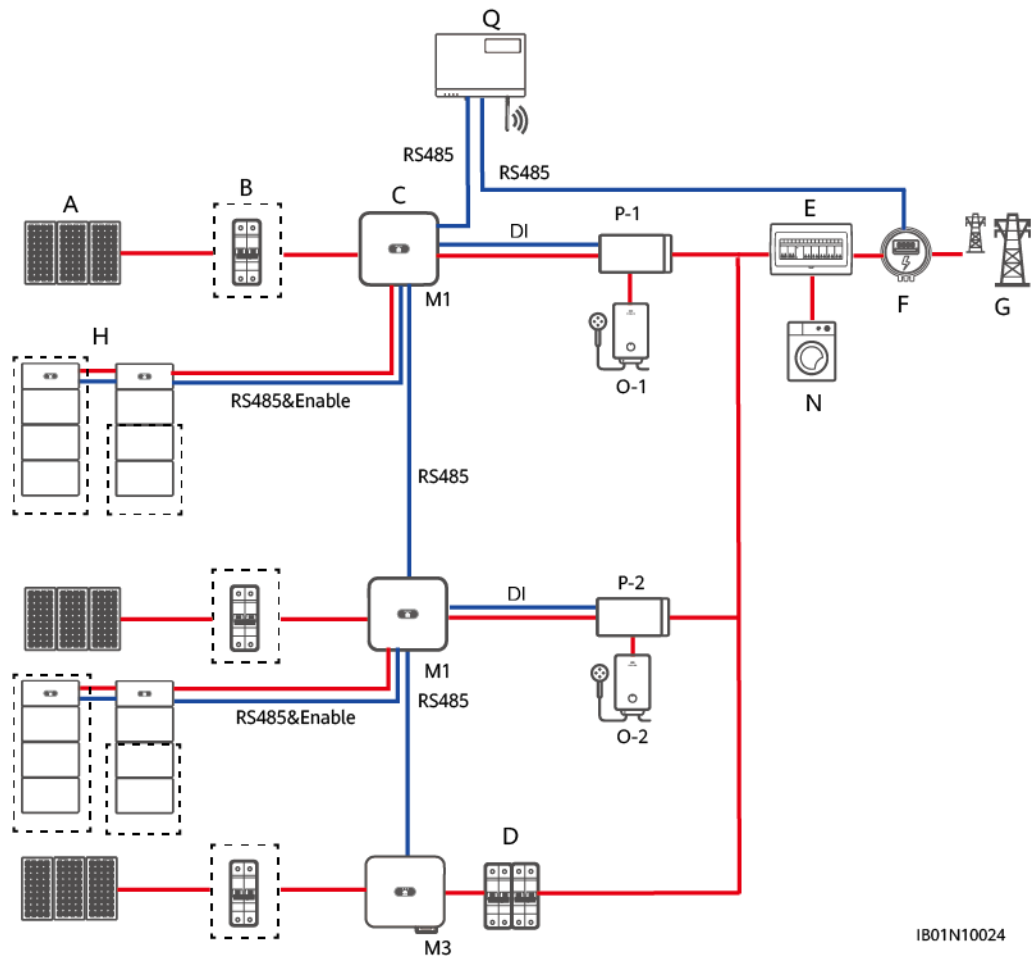 Q
RS485
RS485
A
B
C
DI
P-1
E
M1
F
G
H
O-1
N
RS485&Enable
RS485
P-2
DI
M1
RS485
RS485&Enable
O-2
D
M3
IB01N10024